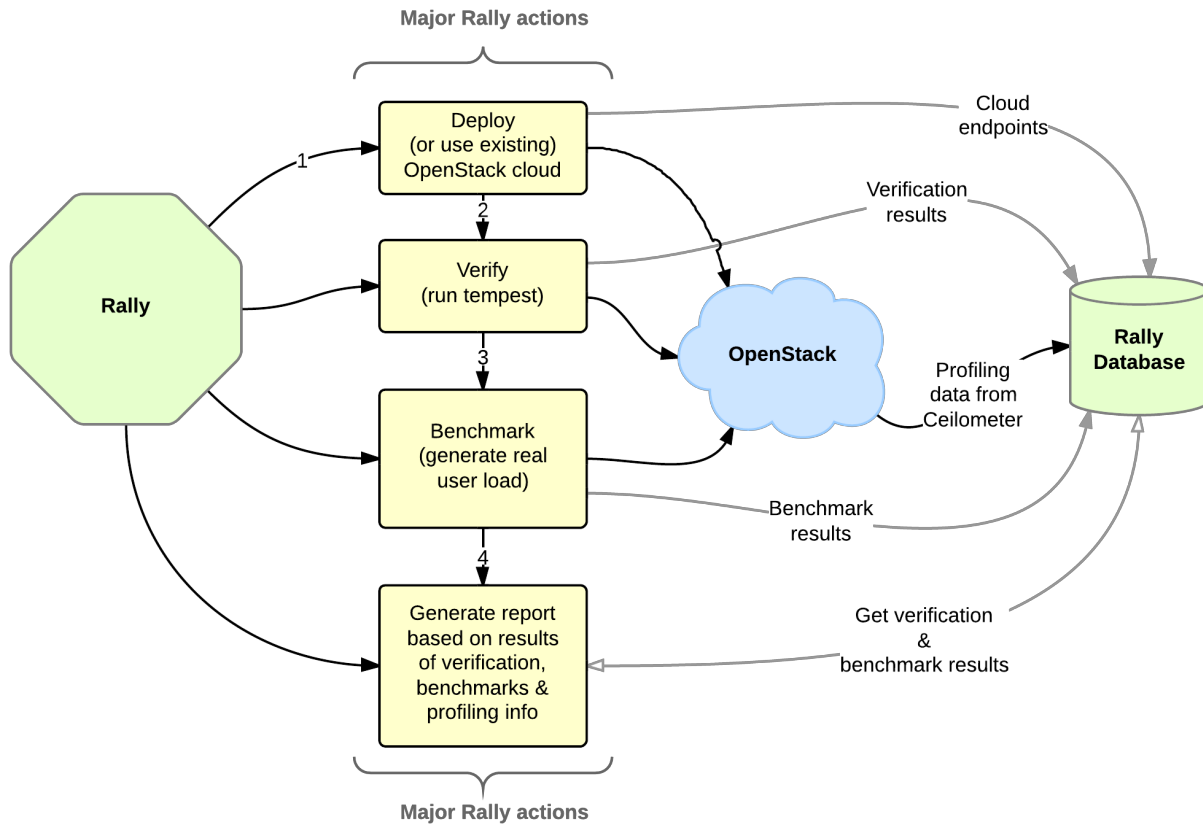 Major Rally actions
Deploy
(or use existing)
OpenStack cloud
Cloud
endpoints
1
2
Verification
results
Verify
(run tempest)
Rally
3
OpenStack
Rally
Database
Profiling
data from
Ceilometer
Benchmark
(generate real
user load)
Benchmark
results
4
Generate report
based on results
of verification,
benchmarks &
profiling info
Get verification
&
benchmark results
Major Rally actions